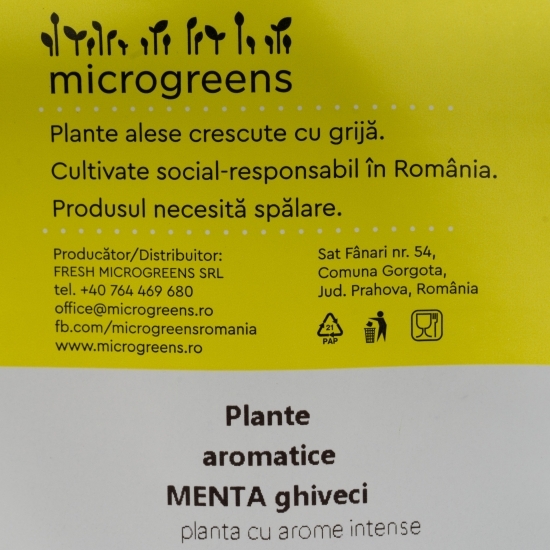 microgreens
Plante alese crescute cu grijă.
Cultivate social-responsabil în România.
Produsul necesită spălare.
Producător/Distribuitor:
FRESH MICROGREENS SRL
tel. +40 764 469 680
office@microgreens.ro
fb.com/microgreensromania
www.microgreens.ro
Sat Fânari nr. 54,
Comuna Gorgota,
Jud. Prahova, România
21
PAP
Plante
aromatice
MENTA ghiveci
planta cu arome intense